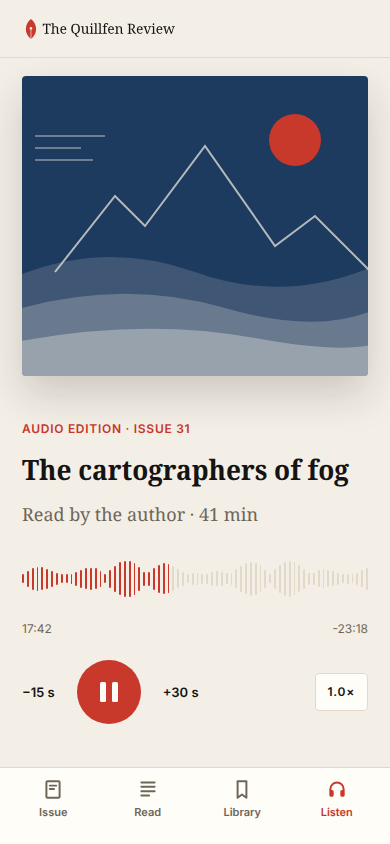 The Quillfen Review
AUDIO EDITION · ISSUE 31
The cartographers of fog
Read by the author · 41 min
17:42
-23:18
−15 s
+30 s
1.0×
Issue
Read
Library
Listen